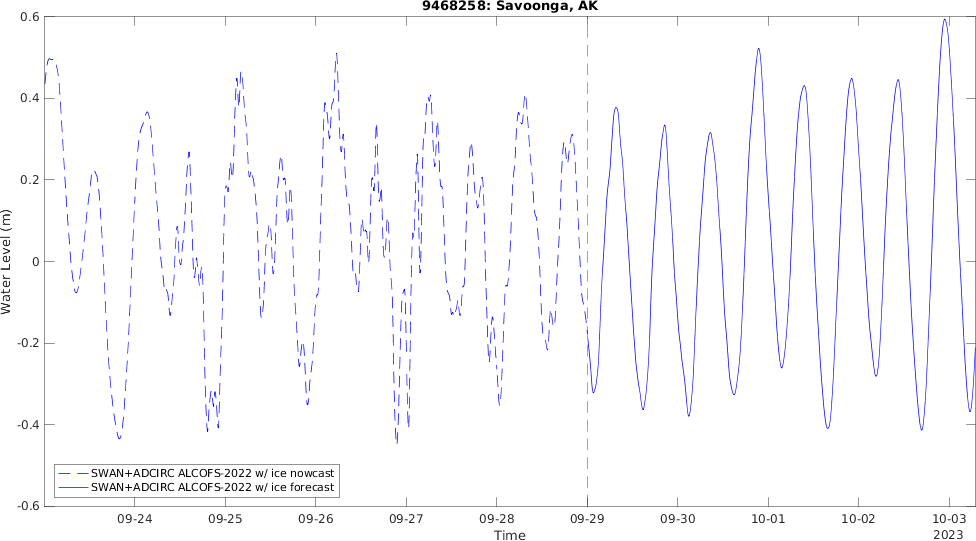 9468258: Savoonga, AK
0.6
0.4
0.2
0
-0.2
-0.4
-0.6
Water Level (m)
SWAN+ADCIRC ALCOFS-2022 w/ ice nowcast
SWAN+ADCIRC ALCOFS-2022 w/ ice forecast
09-24 09-25 09-26 09-27 09-28 09-29 09-30 10-01 10-02 10-03
2023
Time